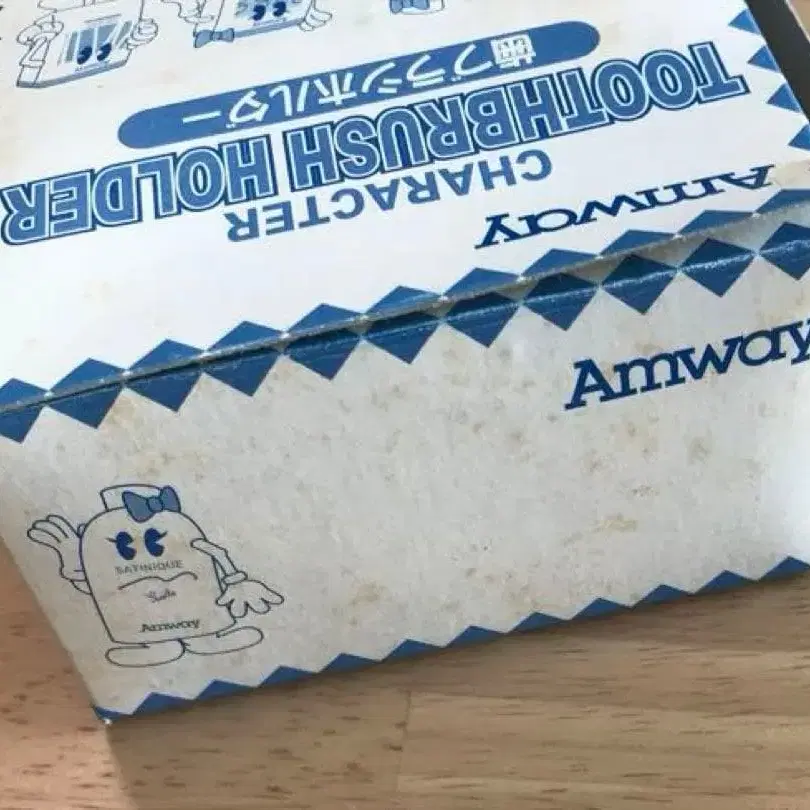 Amway
CHARACTER
TOOTHBRUSH HOLDER
歯ブラシホルダー
Amway
SATINIQUE
Amway